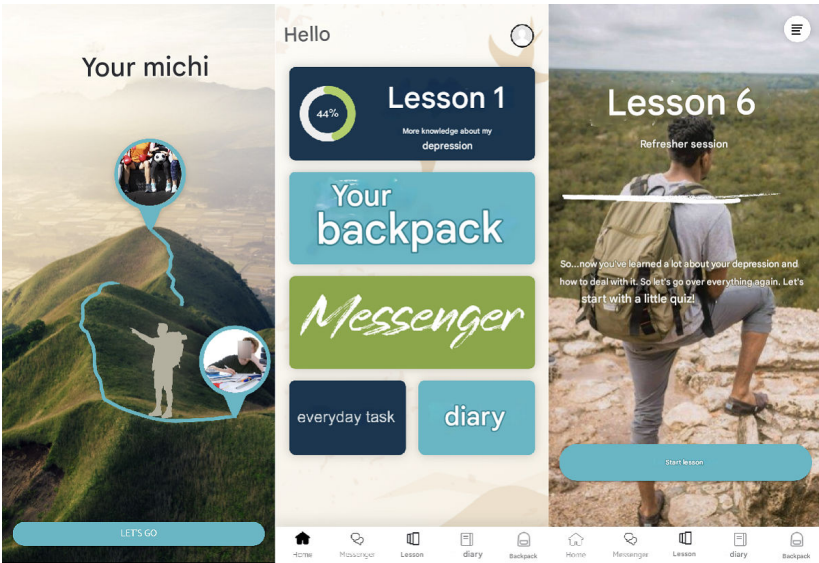 Your michi
LET'S GO
Hello
44%
Lesson 1
More knowledge about my
depression
Your
backpack
Messenger
everyday task
diary
Home
Messenger
Lesson
diary
Backpack
Lesson 6
Refresher session
So...now you've learned a lot about your depression and
how to deal with it. So let's go over everything again. Let's
start with a little quiz!
Start lesson
Home
Messenger
Lesson
diary
Backpack